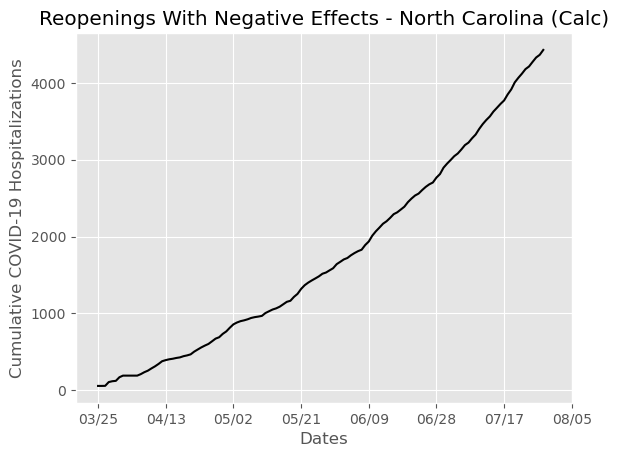 Reopenings With Negative Effects - North Carolina (Calc)
Cumulative COVID-19 Hospitalizations
4000
3000
2000
1000
0
03/25 04/13 05/02 05/21 06/09 06/28 07/17 08/05
Dates